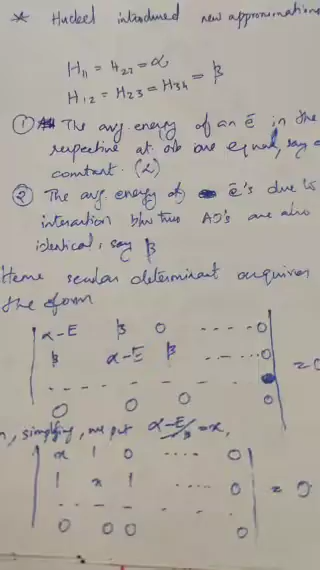 * Huckel introduced new approximations
H₁₁ = H₂₂ = α
H₁₂ = H₂₃ = H₃₄ = β
① The avg. energy of an ē in the
respective at. orb are equal, say a
constant. (α)
② The avg. energy of ē's due to
interaction b/w two AO's are also
identical, say β
Hence secular determinant acquires
the form
| α-E β 0 ..... 0 |
| β α-E β ..... 0 | = 0
| - - - - - - - - |
| 0 0 0 0 |
n, simplifying, we put α-E/β = x,
| x 1 0 ..... 0 |
| 1 x 1 .... 0 | = 0
| - - - - - - |
| 0 0 0 0 |